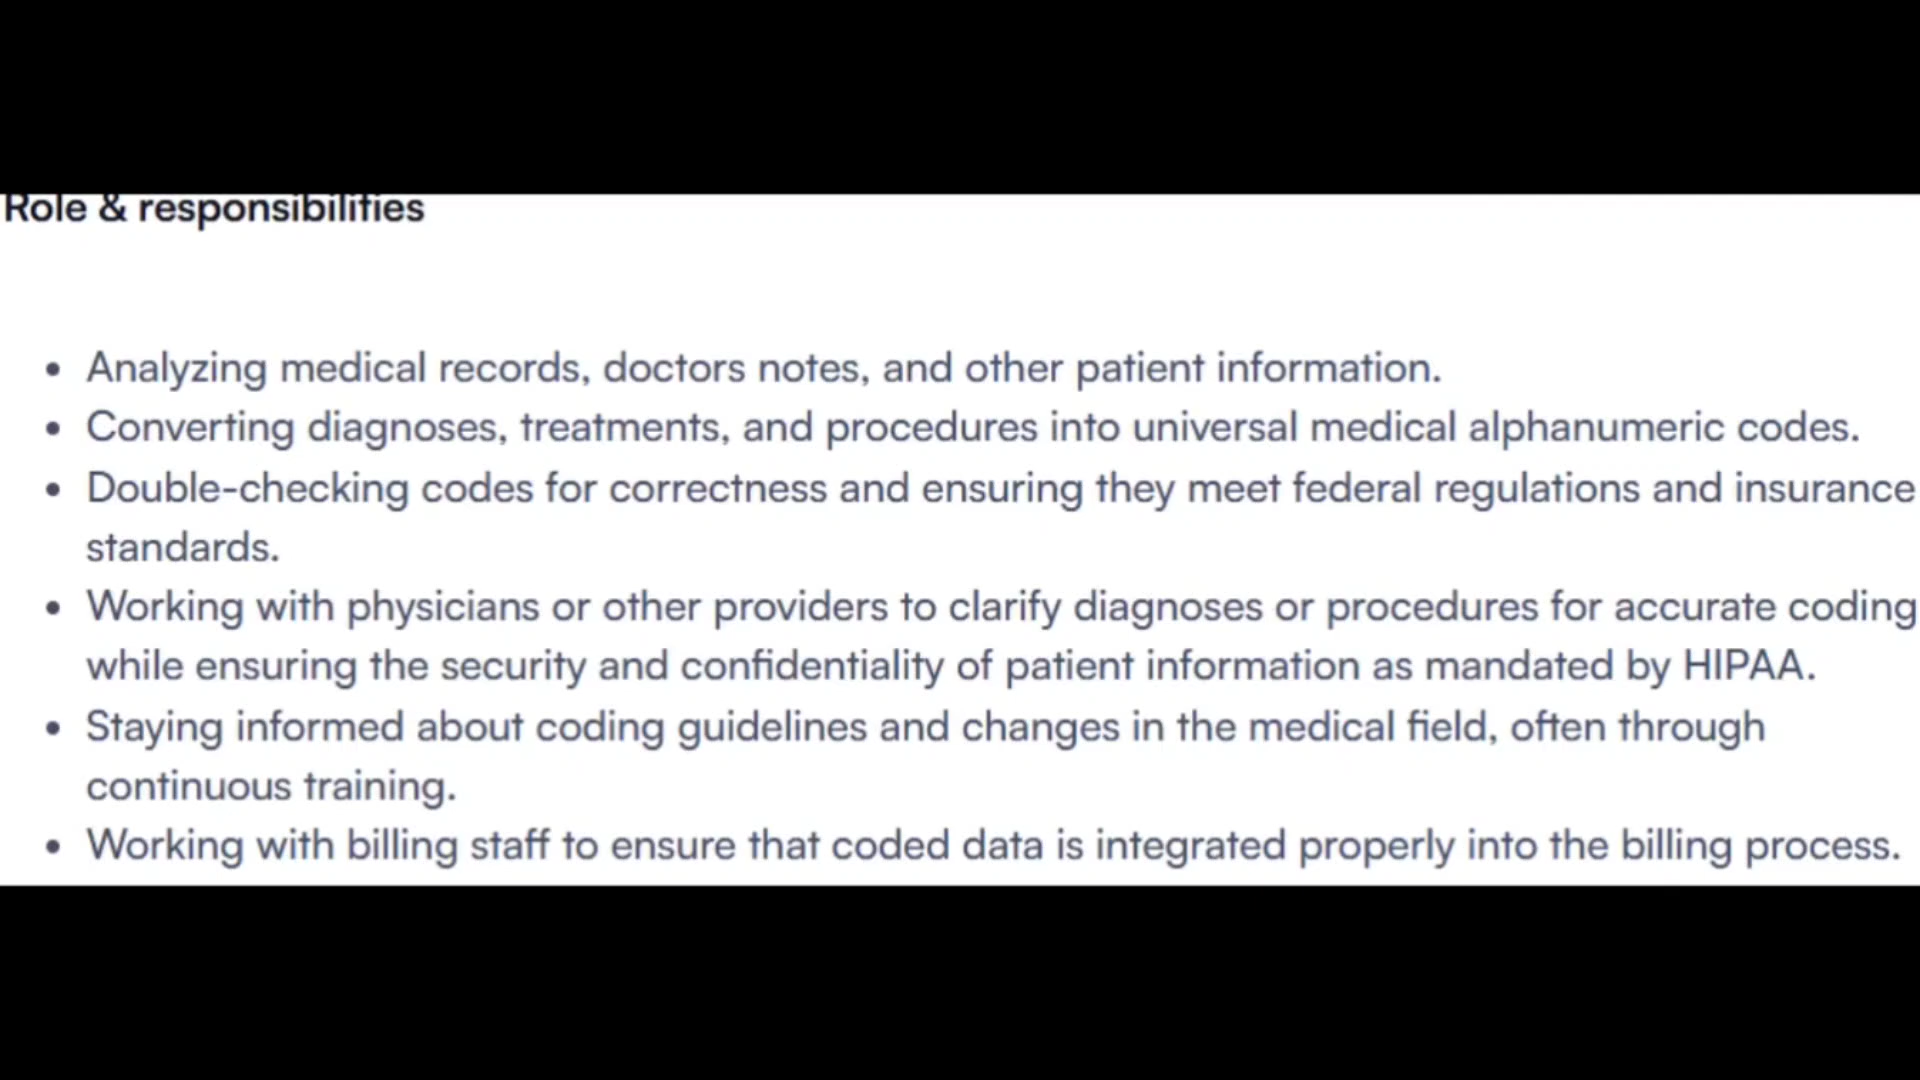 Role & responsibilities
• Analyzing medical records, doctors notes, and other patient information.
• Converting diagnoses, treatments, and procedures into universal medical alphanumeric codes.
• Double-checking codes for correctness and ensuring they meet federal regulations and insurance
standards.
• Working with physicians or other providers to clarify diagnoses or procedures for accurate coding
while ensuring the security and confidentiality of patient information as mandated by HIPAA.
• Staying informed about coding guidelines and changes in the medical field, often through
continuous training.
• Working with billing staff to ensure that coded data is integrated properly into the billing process.